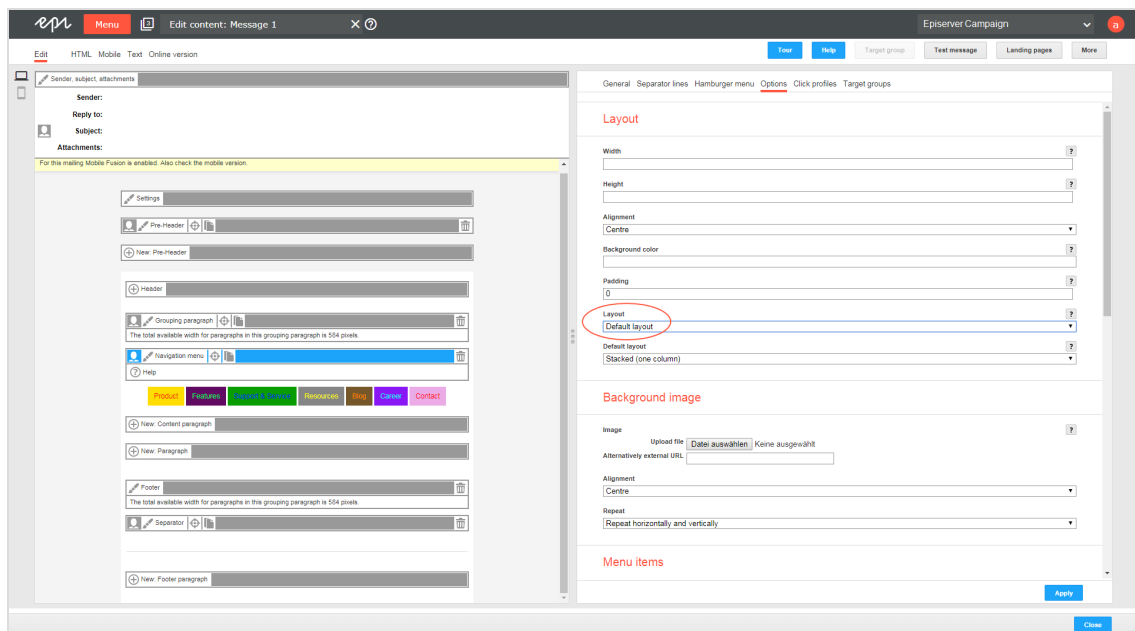 epi Menu 3 Edit content: Message 1 Episerver Campaign a
Edit HTML Mobile Text Online version Tour Help Target group Test message Landing pages More
Sender, subject, attachments
Sender:
Reply to:
Subject:
Attachments:
For this mailing Mobile Fusion is enabled. Also check the mobile version.
Settings
Pre-Header
New: Pre-Header
Header
Grouping paragraph
The total available width for paragraphs in this grouping paragraph is 584 pixels.
Navigation menu
? Help
Product Features Support & Service Resources Blog Career Contact
New: Content paragraph
New: Paragraph
Footer
The total available width for paragraphs in this grouping paragraph is 584 pixels.
Separator
New: Footer paragraph
General Separator lines Hamburger menu Options Click profiles Target groups
Layout
Width ?
Height ?
Alignment
Centre
Background color ?
Padding ?
0
Layout ?
Default layout
Default layout ?
Stacked (one column)
Background image
Image ?
Upload file Datei auswählen Keine ausgewählt
Alternatively external URL
Alignment
Centre
Repeat
Repeat horizontally and vertically
Menu items
Apply
Close